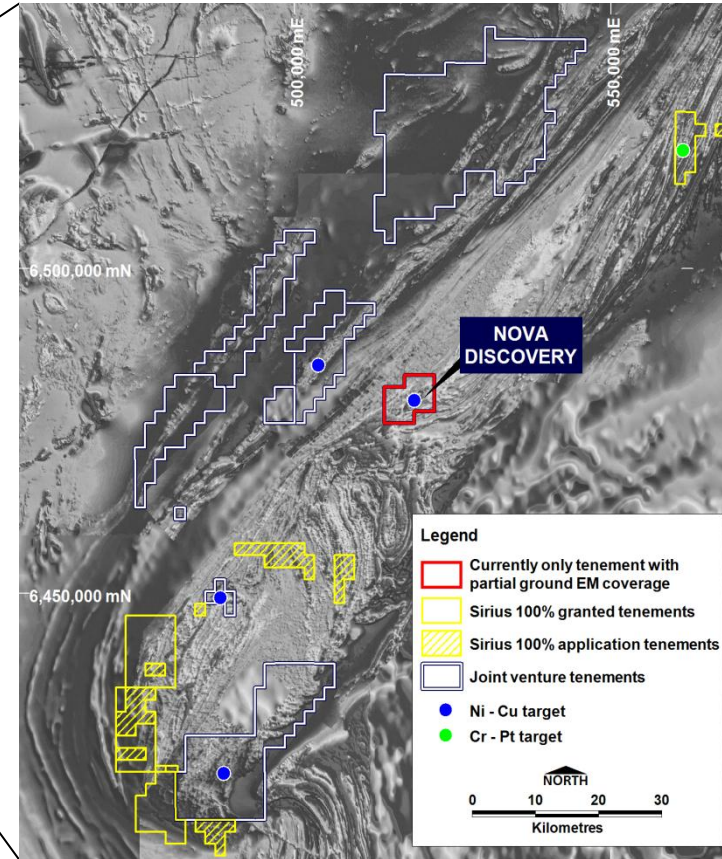 500,000 mE
550,000 mE
6,500,000 mN
NOVA
DISCOVERY
6,450,000 mN
Legend
Currently only tenement with
partial ground EM coverage
Sirius 100% granted tenements
Sirius 100% application tenements
Joint venture tenements
Ni - Cu target
Cr - Pt target
NORTH
0 10 20 30
Kilometres